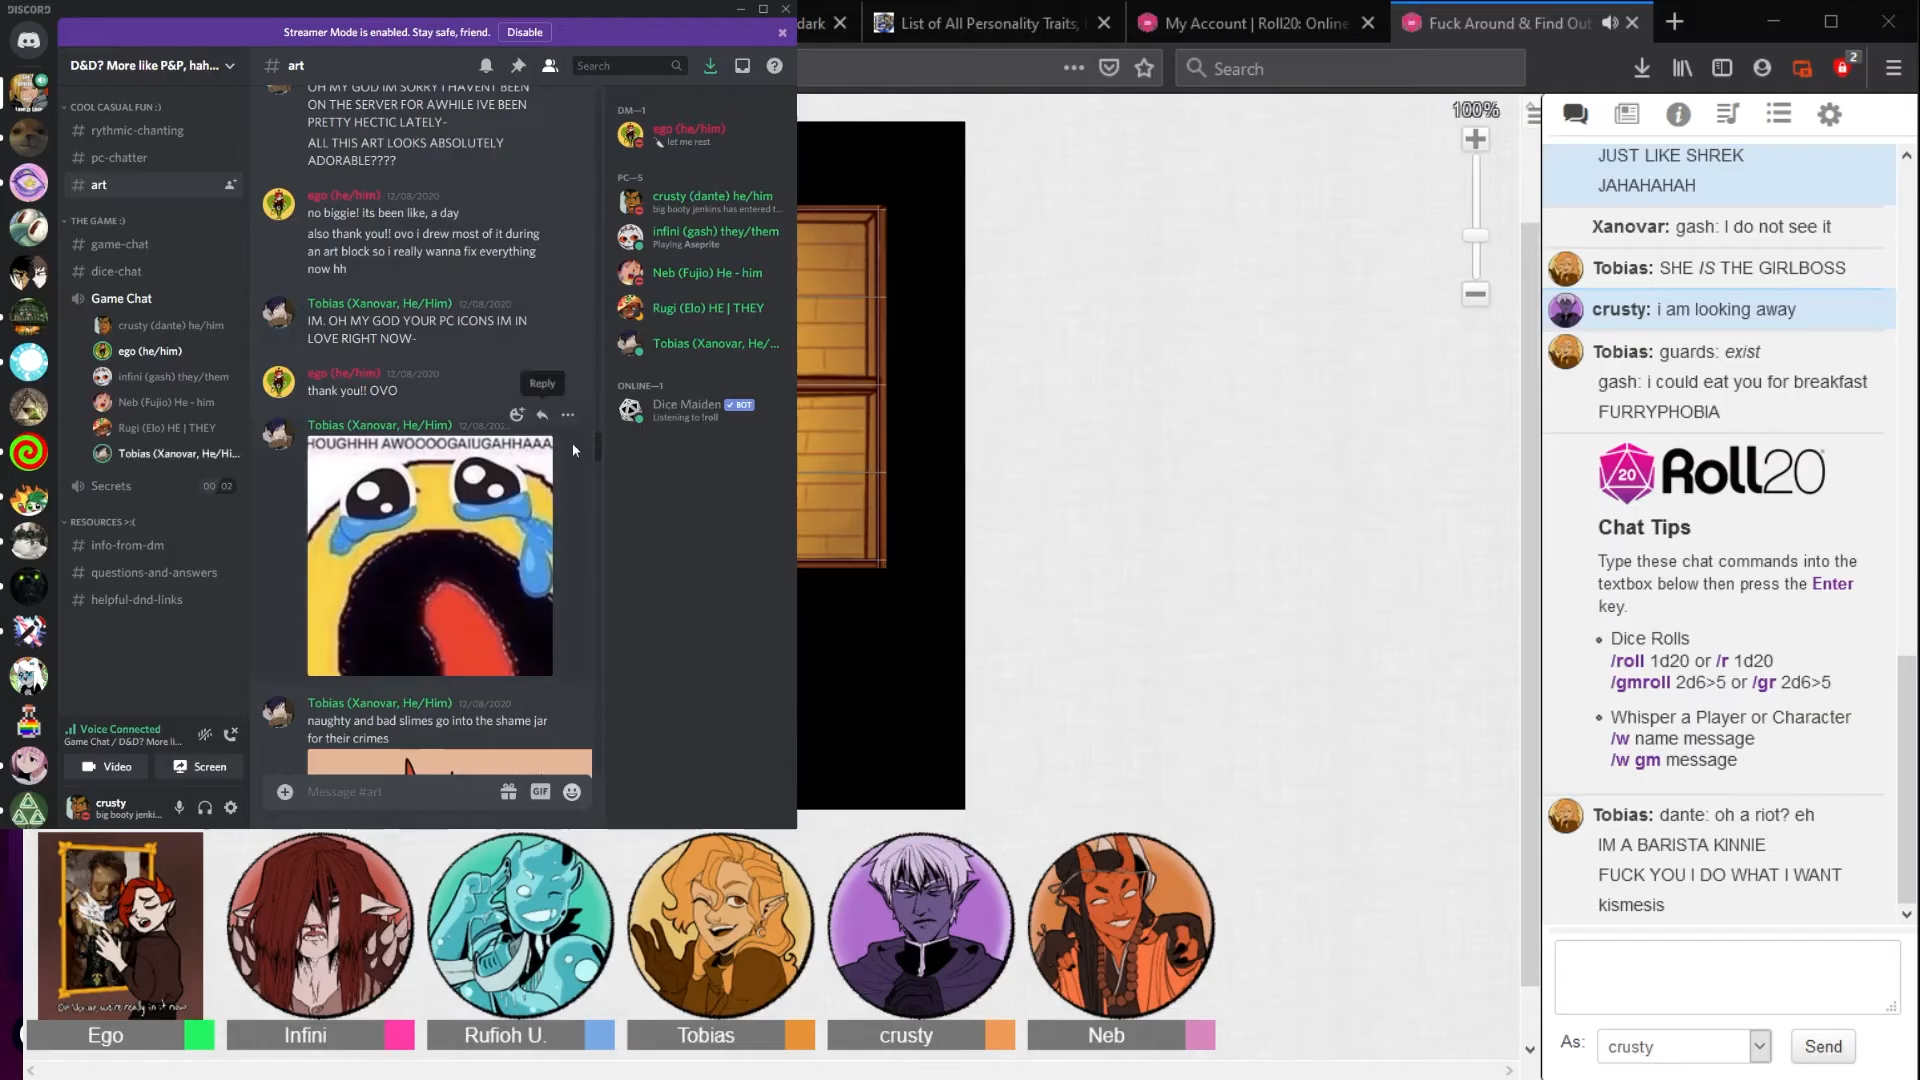 DISCORD
Streamer Mode is enabled. Stay safe, friend.
Disable
D&D? More like P&P, hah...
COOL CASUAL FUN :)
rythmic-chanting
pc-chatter
art
THE GAME :)
game-chat
dice-chat
Game Chat
crusty (dante) he/him
ego (he/him)
infini (gash) they/them
Neb (Fujio) He - him
Rugi (Elo) HE | THEY
Tobias (Xanovar, He/Hi...
Secrets
00 02
RESOURCES >:(
info-from-dm
questions-and-answers
helpful-dnd-links
Voice Connected
Game Chat / D&D? More li...
Video
Screen
crusty
big booty jenki...
# art
Search
OH MY GOD IM SORRY I HAVENT BEEN
ON THE SERVER FOR AWHILE IVE BEEN
PRETTY HECTIC LATELY-
ALL THIS ART LOOKS ABSOLUTELY
ADORABLE????
ego (he/him) 12/08/2020
no biggie! its been like, a day
also thank you!! ovo i drew most of it during
an art block so i really wanna fix everything
now hh
Tobias (Xanovar, He/Him) 12/08/2020
IM. OH MY GOD YOUR PC ICONS IM IN
LOVE RIGHT NOW-
ego (he/him) 12/08/2020
thank you!! OVO
Reply
Tobias (Xanovar, He/Him) 12/08/202...
HOUGHHH AWOOOOGAIUGAHHAAA
Tobias (Xanovar, He/Him) 12/08/2020
naughty and bad slimes go into the shame jar
for their crimes
Message #art
GIF
DM—1
ego (he/him)
let me rest
PC—5
crusty (dante) he/him
big booty jenkins has entered t...
infini (gash) they/them
Playing Aseprite
Neb (Fujio) He - him
Rugi (Elo) HE | THEY
Tobias (Xanovar, He/...
ONLINE—1
Dice Maiden BOT
Listening to !roll
dark
List of All Personality Traits,
My Account | Roll20: Online
Fuck Around & Find Out
Search
2
100%
JUST LIKE SHREK
JAHAHAHAH
Xanovar: gash: I do not see it
Tobias: SHE IS THE GIRLBOSS
crusty: i am looking away
Tobias: guards: exist
gash: i could eat you for breakfast
FURRYPHOBIA
20
Roll20
Chat Tips
Type these chat commands into the
textbox below then press the Enter
key.
Dice Rolls
/roll 1d20 or /r 1d20
/gmroll 2d6>5 or /gr 2d6>5
Whisper a Player or Character
/w name message
/w gm message
Tobias: dante: oh a riot? eh
IM A BARISTA KINNIE
FUCK YOU I DO WHAT I WANT
kismesis
As:
crusty
Send
Ego
Infini
Rufioh U.
Tobias
crusty
Neb